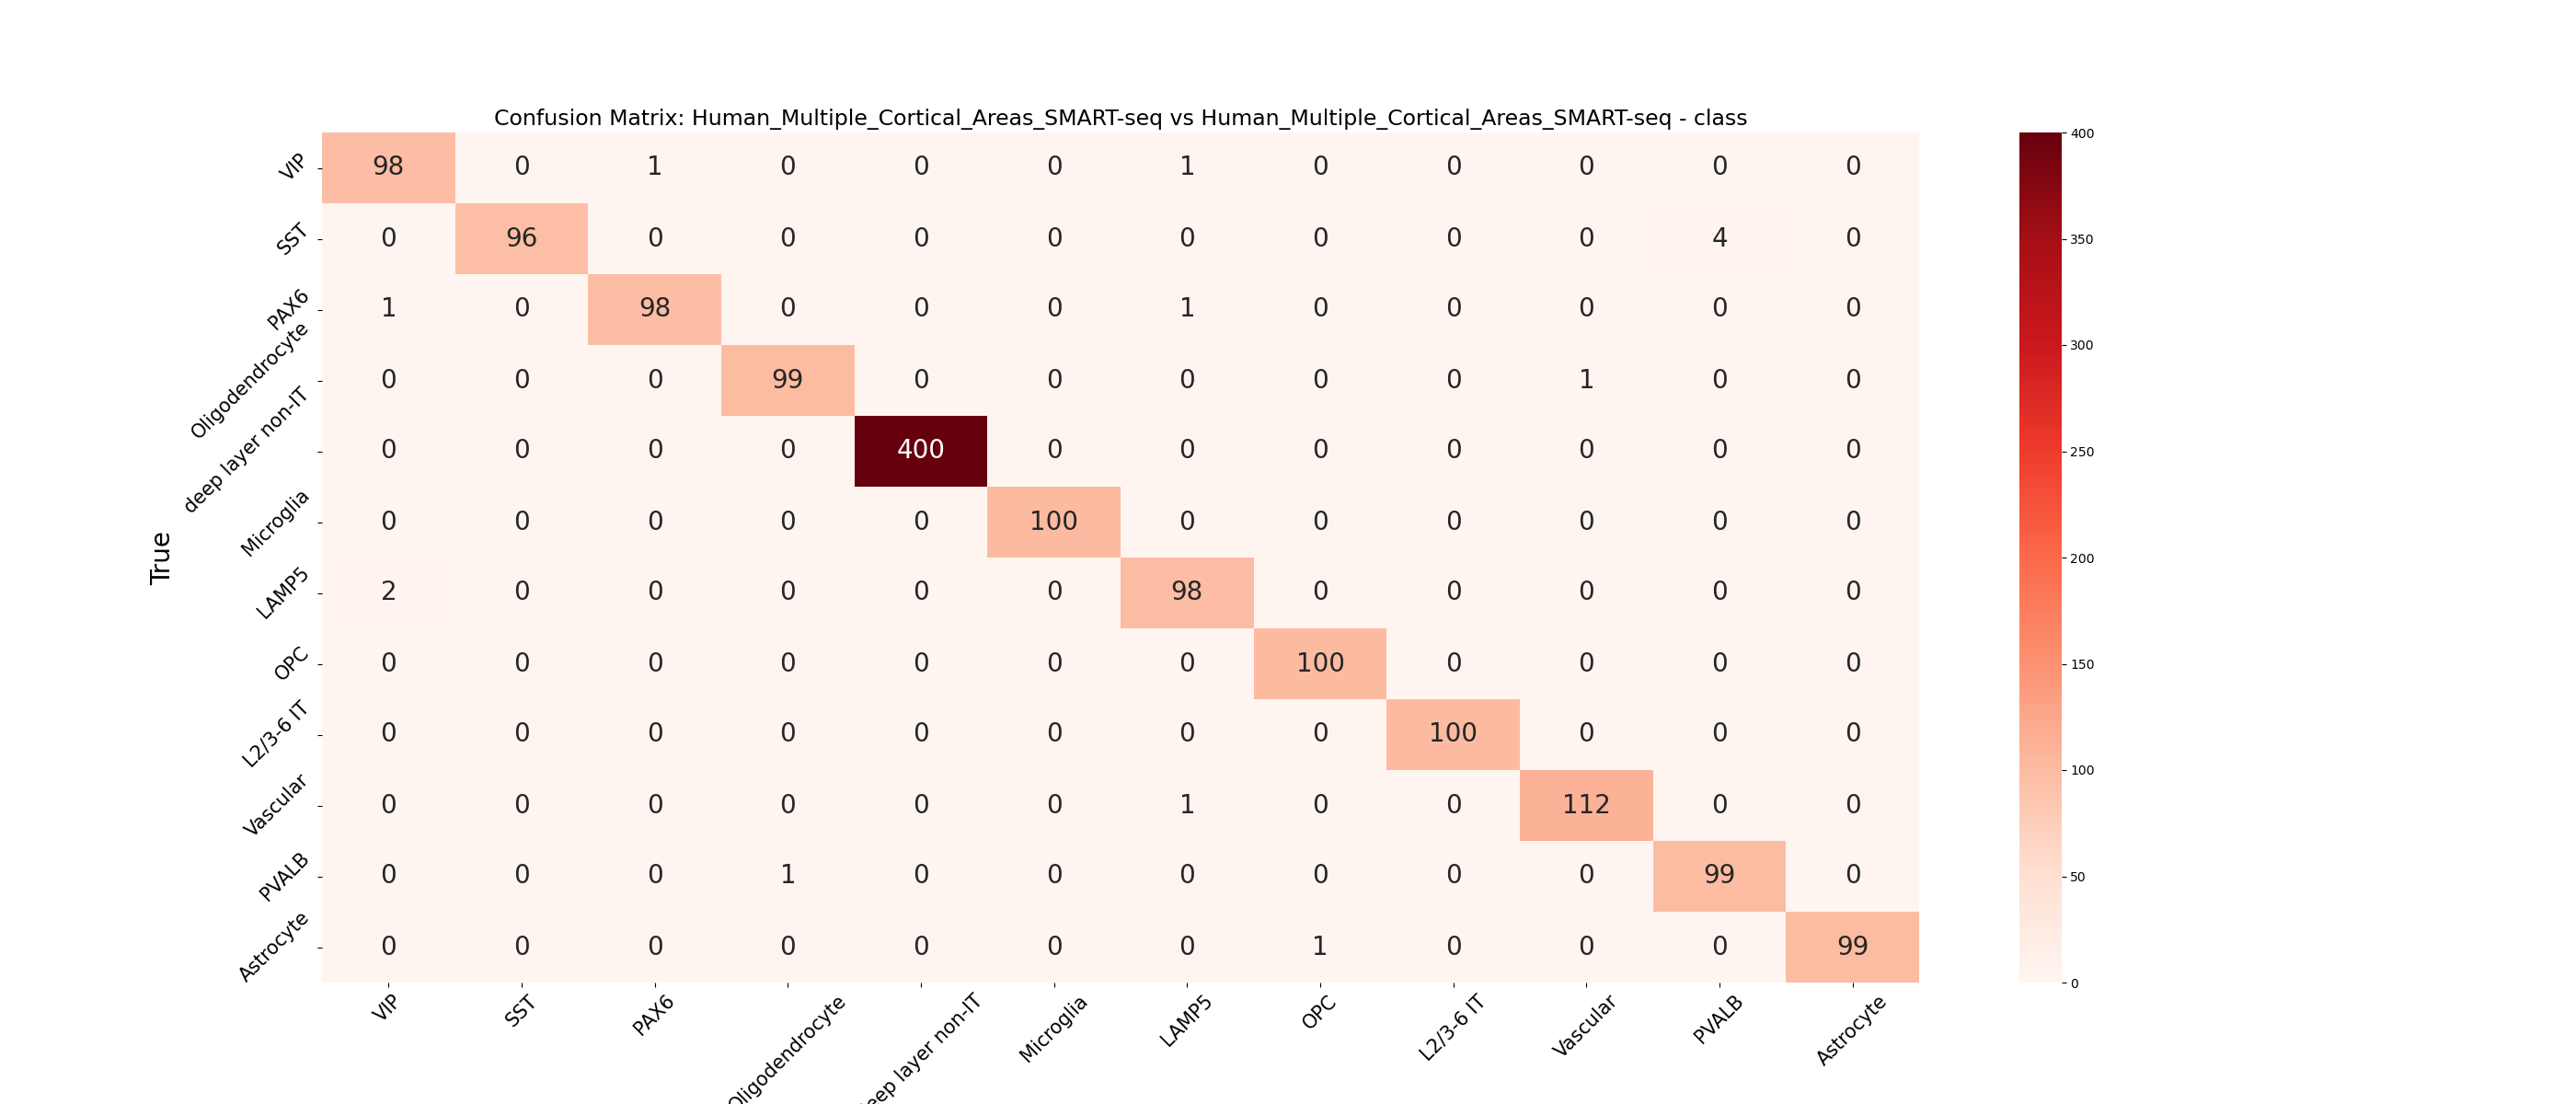 Confusion Matrix: Human_Multiple_Cortical_Areas_SMART-seq vs Human_Multiple_Cortical_Areas_SMART-seq - class
VIP 98 0 1 0 0 0 1 0 0 0 0 0
SST 0 96 0 0 0 0 0 0 0 0 4 0
PAX6 1 0 98 0 0 0 1 0 0 0 0 0
Oligodendrocyte 0 0 0 99 0 0 0 0 0 1 0 0
deep layer non-IT 0 0 0 0 400 0 0 0 0 0 0 0
Microglia 0 0 0 0 0 100 0 0 0 0 0 0
LAMP5 2 0 0 0 0 0 98 0 0 0 0 0
OPC 0 0 0 0 0 0 0 100 0 0 0 0
L2/3-6 IT 0 0 0 0 0 0 0 0 100 0 0 0
Vascular 0 0 0 0 0 0 1 0 0 112 0 0
PVALB 0 0 0 1 0 0 0 0 0 0 99 0
Astrocyte 0 0 0 0 0 0 0 1 0 0 0 99
True
VIP SST PAX6 Oligodendrocyte eep layer non-IT Microglia LAMP5 OPC L2/3-6 IT Vascular PVALB Astrocyte
400
350
300
250
200
150
100
50
0